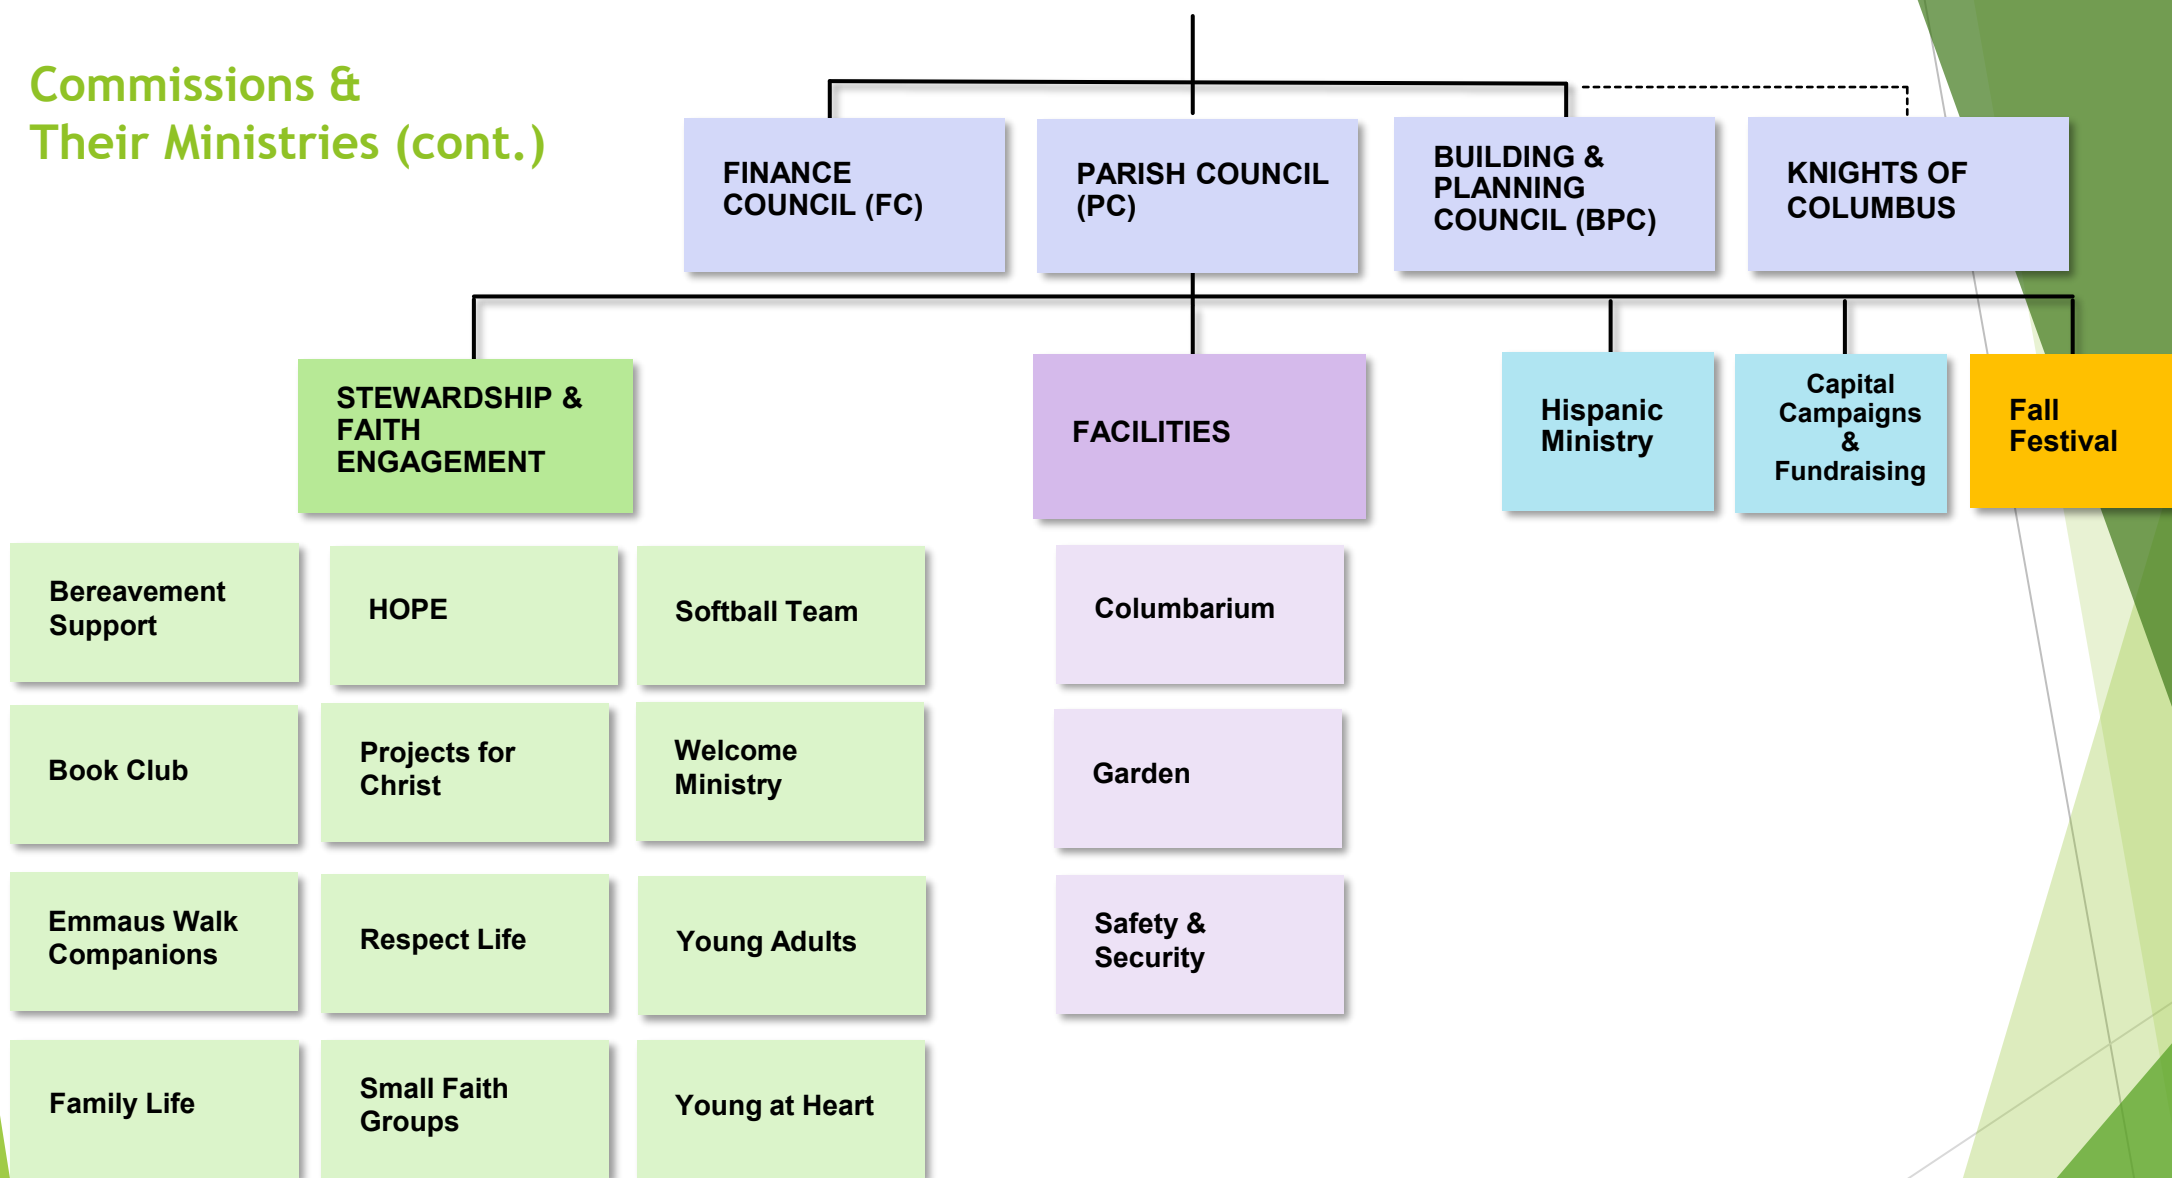 Commissions &
Their Ministries (cont.)
FINANCE
COUNCIL (FC)
PARISH COUNCIL
(PC)
BUILDING &
PLANNING
COUNCIL (BPC)
KNIGHTS OF
COLUMBUS
STEWARDSHIP &
FAITH
ENGAGEMENT
FACILITIES
Hispanic
Ministry
Capital
Campaigns
&
Fundraising
Fall
Festival
Bereavement
Support
HOPE
Softball Team
Columbarium
Book Club
Projects for
Christ
Welcome
Ministry
Garden
Emmaus Walk
Companions
Respect Life
Young Adults
Safety &
Security
Family Life
Small Faith
Groups
Young at Heart